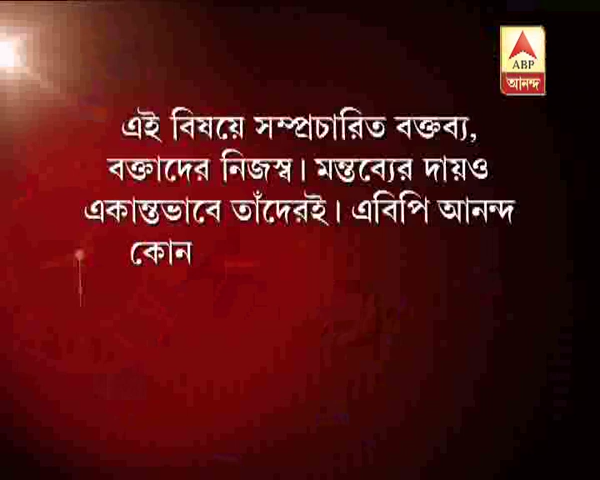 ABP
আনন্দ
এই বিষয়ে সম্প্রচারিত বক্তব্য,
বক্তাদের নিজস্ব। মন্তব্যের দায়ও
একান্তভাবে তাঁদেরই। এবিপি আনন্দ
কোন